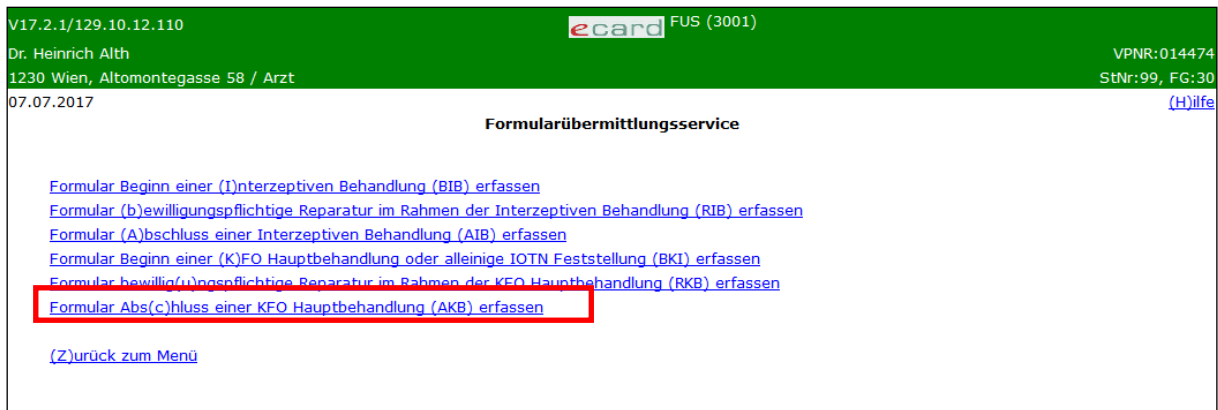 V17.2.1/129.10.12.110 ecard FUS (3001)
Dr. Heinrich Alth VPNR:014474
1230 Wien, Altomontegasse 58 / Arzt StNr:99, FG:30
07.07.2017 (H)ilfe
Formularübermittlungsservice
Formular Beginn einer (I)nterzeptiven Behandlung (BIB) erfassen
Formular (b)ewilligungspflichtige Reparatur im Rahmen der Interzeptiven Behandlung (RIB) erfassen
Formular (A)bschluss einer Interzeptiven Behandlung (AIB) erfassen
Formular Beginn einer (K)FO Hauptbehandlung oder alleinige IOTN Feststellung (BKI) erfassen
Formular bewillig(u)ngspflichtige Reparatur im Rahmen der KFO Hauptbehandlung (RKB) erfassen
Formular Abs(c)hluss einer KFO Hauptbehandlung (AKB) erfassen
(Z)urück zum Menü